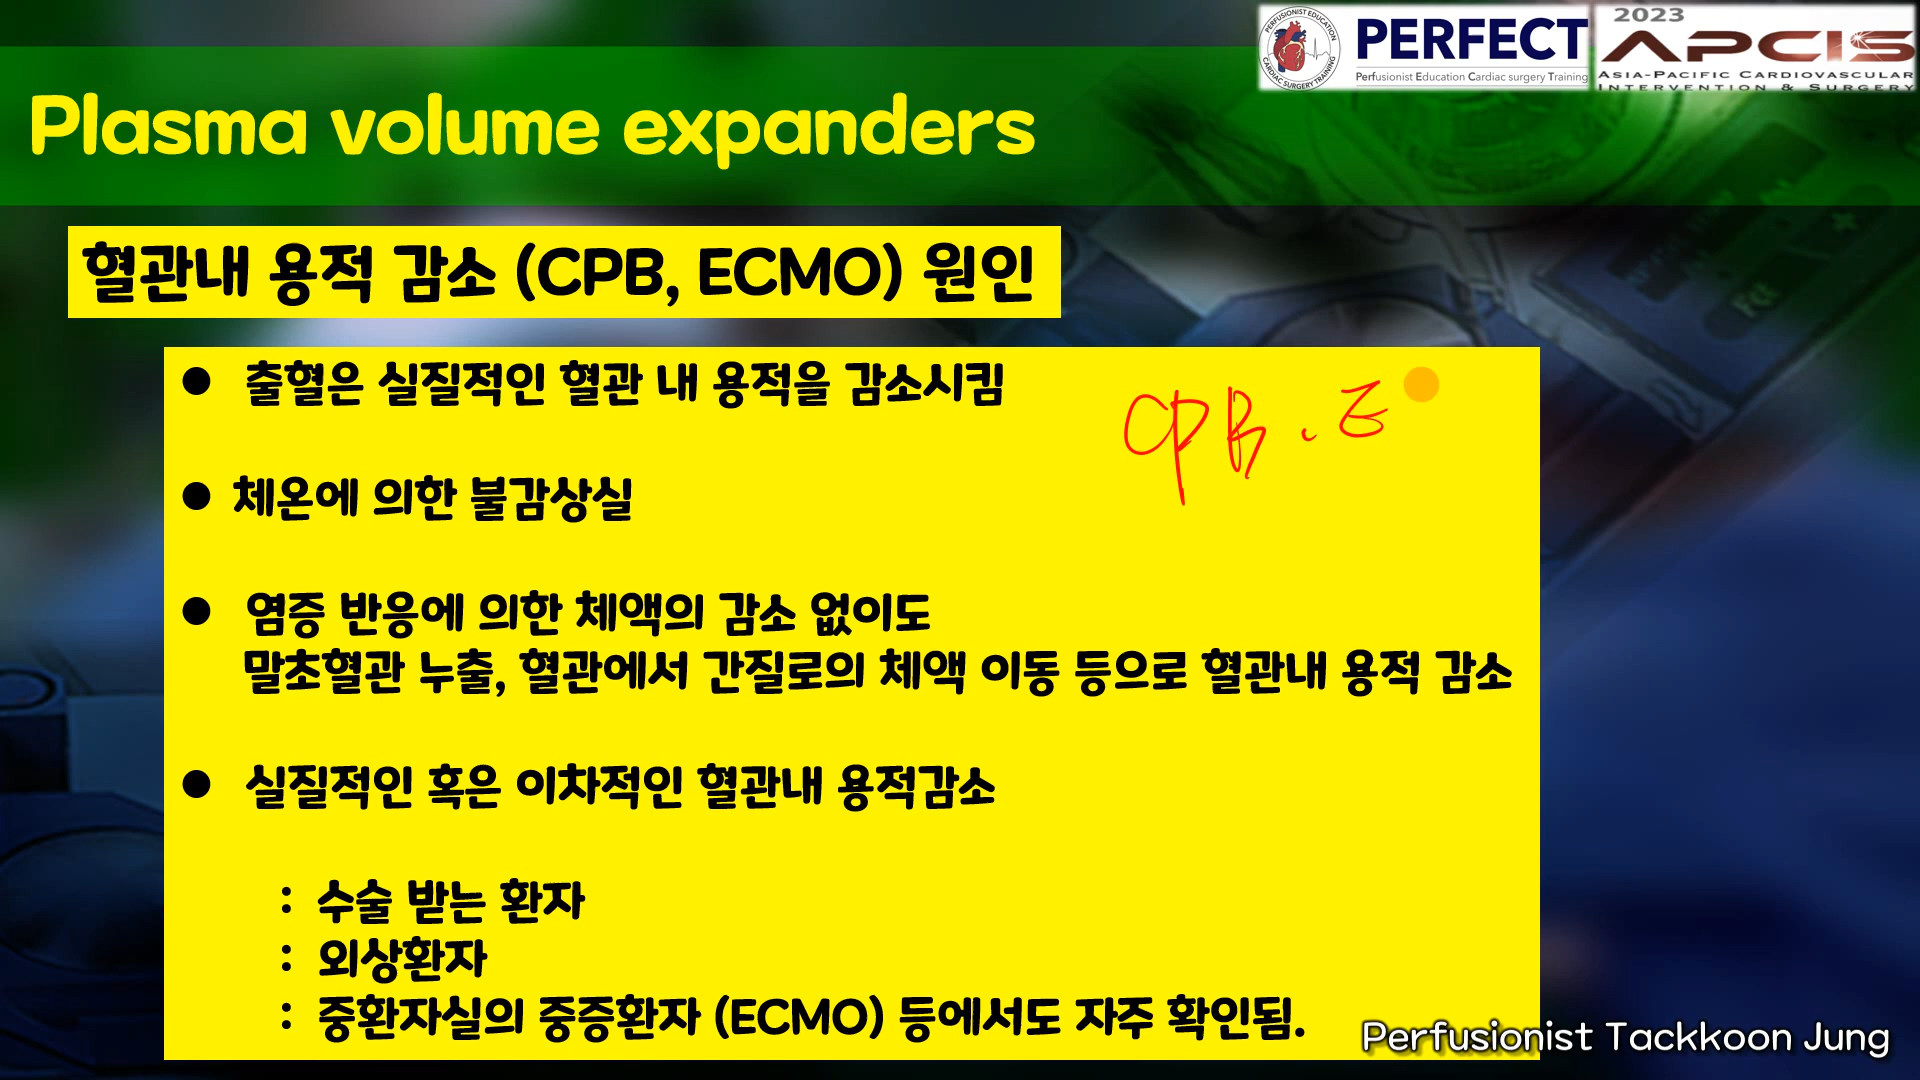 PERFUSIONIST EDUCATION
CARDIAC SURGERY TRAINING
PERFECT
Perfusionist Education Cardiac surgery Training
2023
APCIS
ASIA-PACIFIC CARDIOVASCULAR
INTERVENTION & SURGERY
Plasma volume expanders
혈관내 용적 감소 (CPB, ECMO) 원인
● 출혈은 실질적인 혈관 내 용적을 감소시킴
CPB . E
● 체온에 의한 불감상실
● 염증 반응에 의한 체액의 감소 없이도
말초혈관 누출, 혈관에서 간질로의 체액 이동 등으로 혈관내 용적 감소
● 실질적인 혹은 이차적인 혈관내 용적감소
: 수술 받는 환자
: 외상환자
: 중환자실의 중증환자 (ECMO) 등에서도 자주 확인됨.
Perfusionist Tackkoon Jung